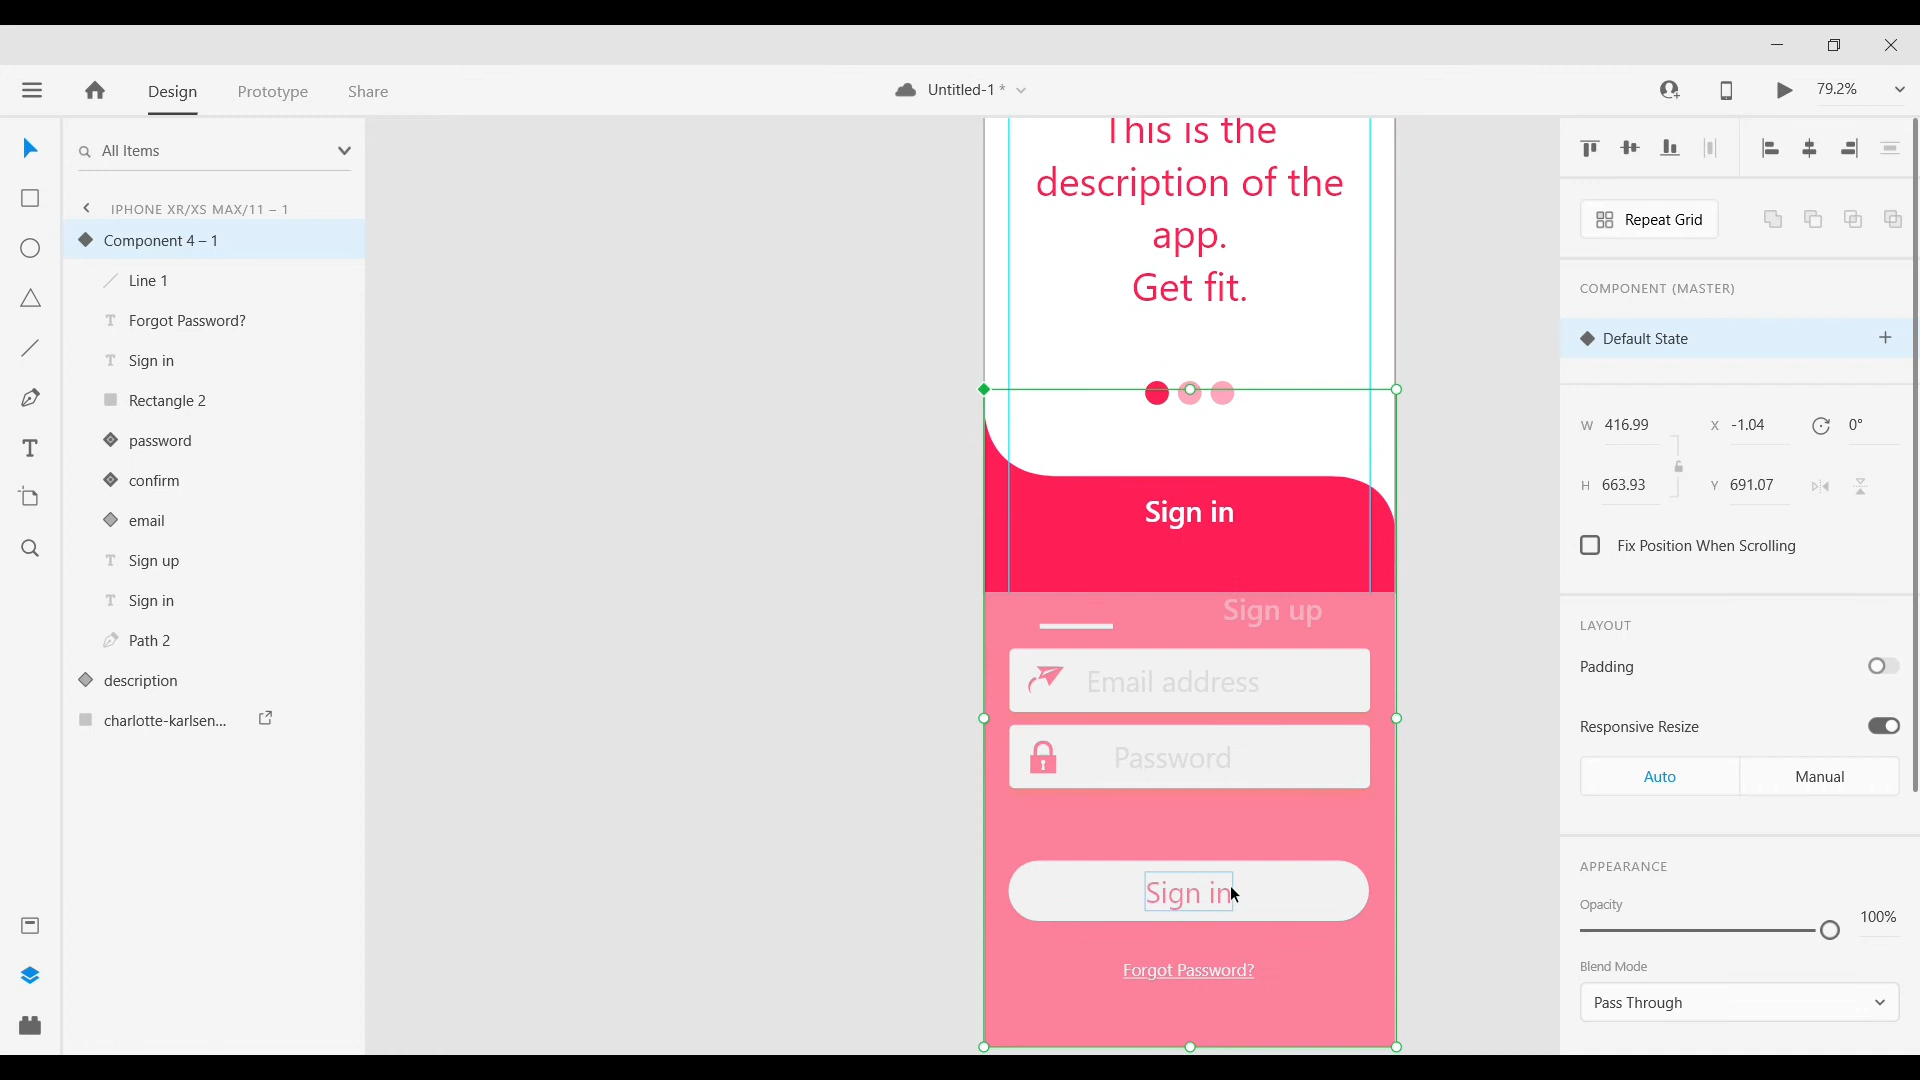 Design Prototype Share
Untitled-1 *
79.2%
All Items
IPHONE XR/XS MAX/11 – 1
Component 4 – 1
Line 1
Forgot Password?
Sign in
Rectangle 2
password
confirm
email
Sign up
Sign in
Path 2
description
charlotte-karlsen...
This is the
description of the
app.
Get fit.
Sign in
Sign up
Email address
Password
Sign in
Forgot Password?
Repeat Grid
COMPONENT (MASTER)
Default State
W 416.99 X -1.04 0°
H 663.93 Y 691.07
Fix Position When Scrolling
LAYOUT
Padding
Responsive Resize
Auto Manual
APPEARANCE
Opacity
100%
Blend Mode
Pass Through